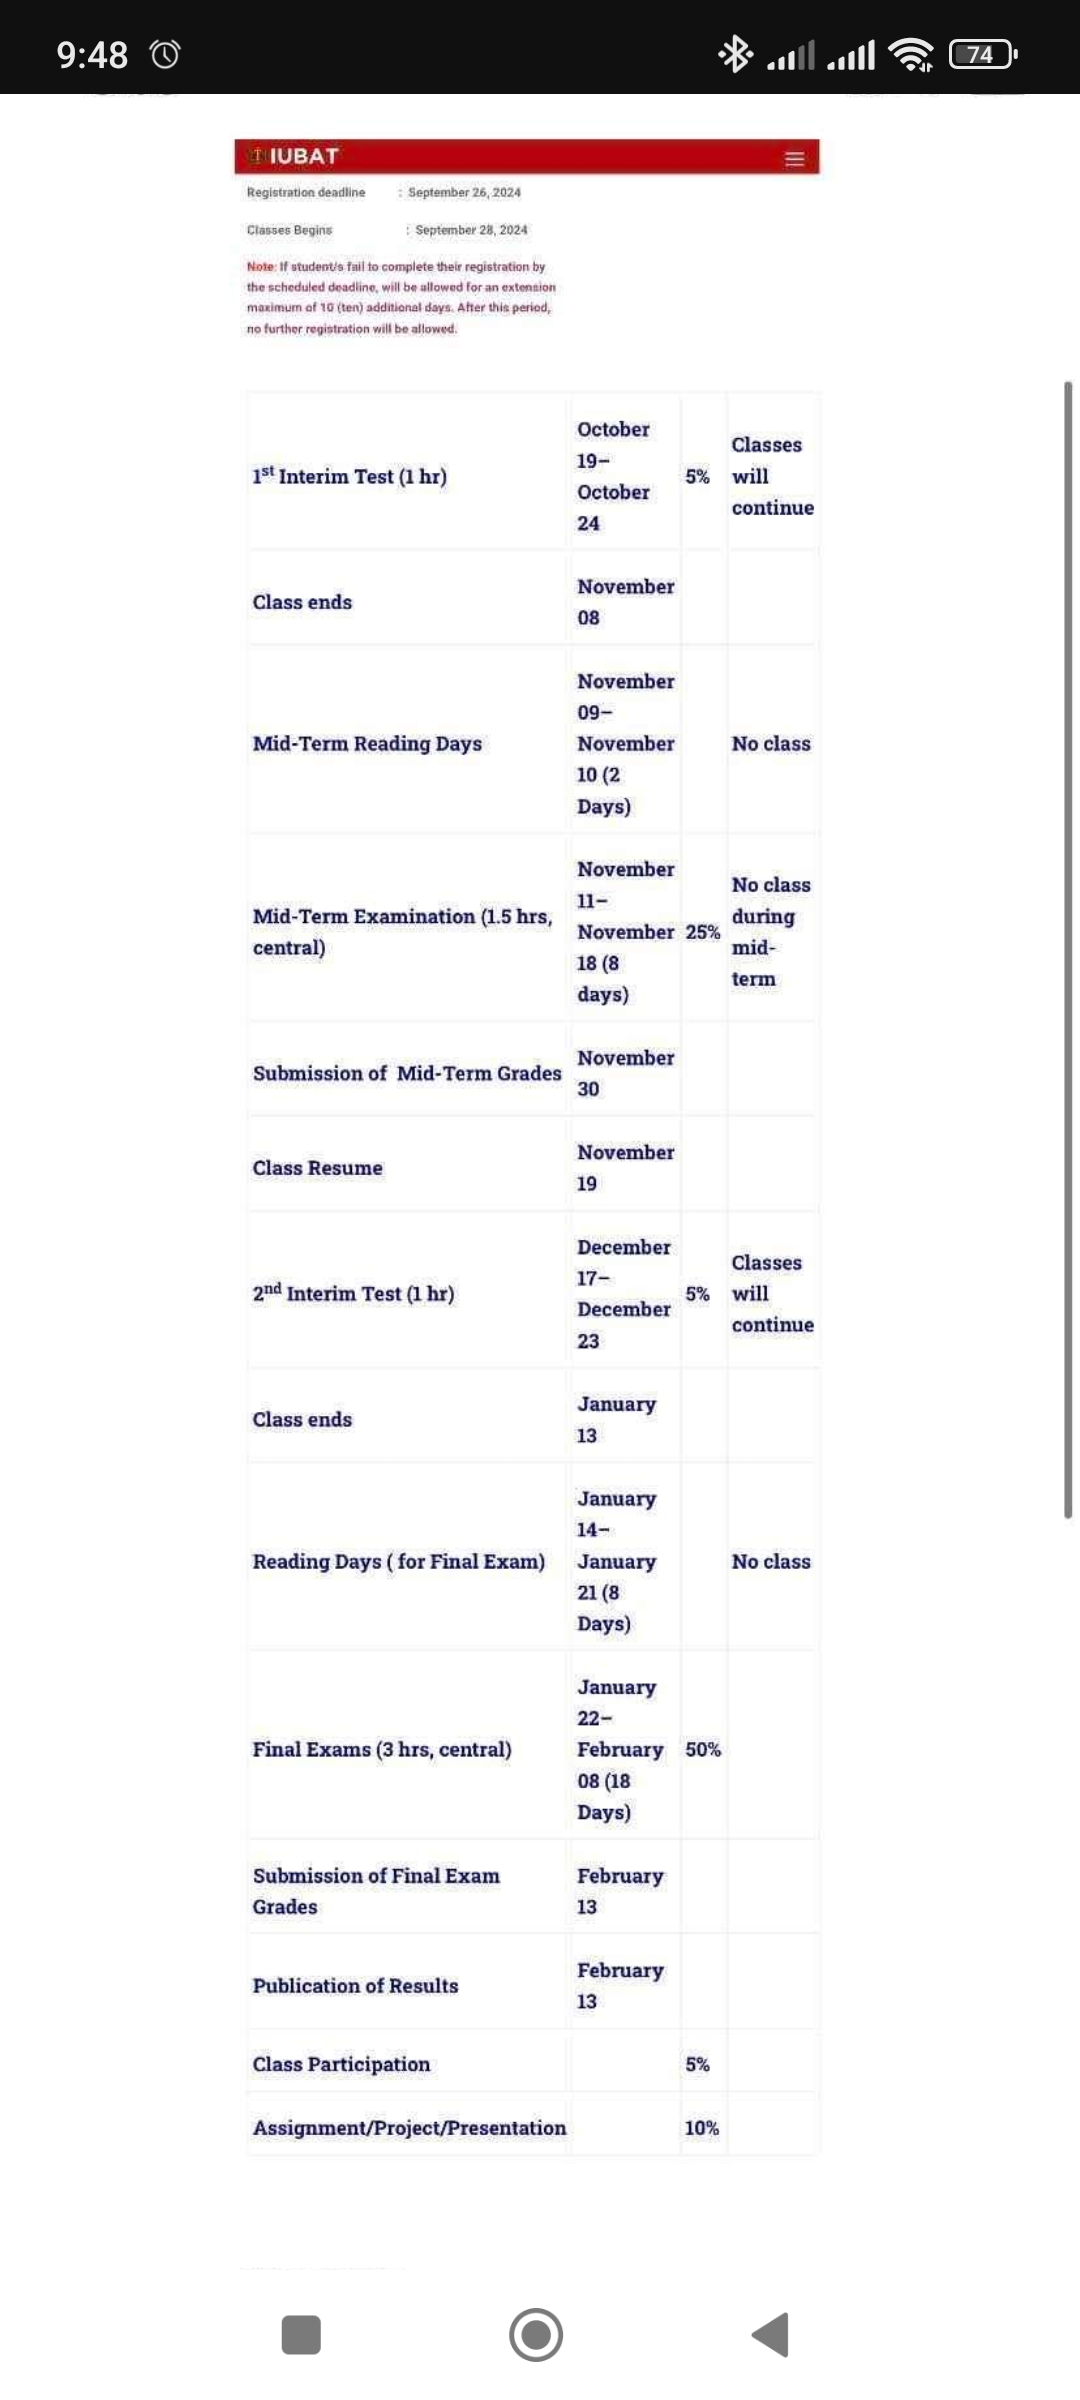 9:48
74
IUBAT
Registration deadline : September 26, 2024
Classes Begins : September 28, 2024
Note: If student/s fail to complete their registration by
the scheduled deadline, will be allowed for an extension
maximum of 10 (ten) additional days. After this period,
no further registration will be allowed.
1st Interim Test (1 hr)
October
19–
October
24
5%
Classes
will
continue
Class ends
November
08
Mid-Term Reading Days
November
09–
November
10 (2
Days)
No class
Mid-Term Examination (1.5 hrs,
central)
November
11–
November
18 (8
days)
25%
No class
during
mid-
term
Submission of  Mid-Term Grades
November
30
Class Resume
November
19
2nd Interim Test (1 hr)
December
17–
December
23
5%
Classes
will
continue
Class ends
January
13
Reading Days ( for Final Exam)
January
14–
January
21 (8
Days)
No class
Final Exams (3 hrs, central)
January
22–
February
08 (18
Days)
50%
Submission of Final Exam
Grades
February
13
Publication of Results
February
13
Class Participation
5%
Assignment/Project/Presentation
10%